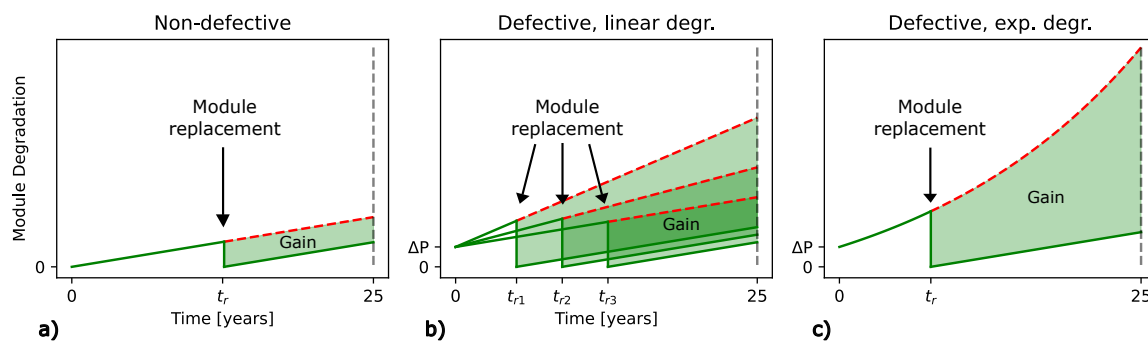 Non-defective
Module Degradation
Module
replacement
Gain
0
0
t_r
25
Time [years]
a)
Defective, linear degr.
Module
replacement
Gain
ΔP
0
0
t_r1
t_r2
t_r3
25
Time [years]
b)
Defective, exp. degr.
Module
replacement
Gain
ΔP
0
0
t_r
25
Time [years]
c)